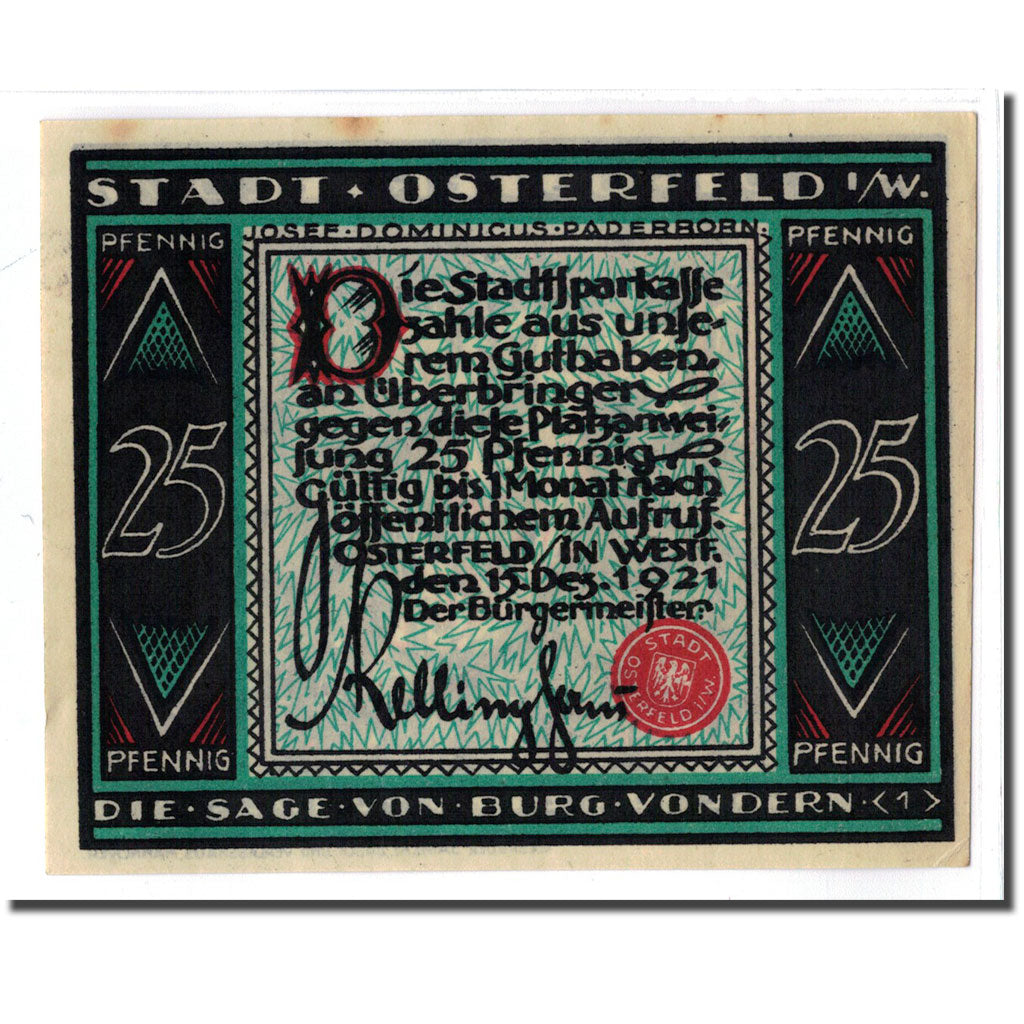 STADT · OSTERFELD I/W.
PFENNIG
JOSEF · DOMINICUS · PADERBORN ·
PFENNIG
Die Stadtsparkasse
zahle aus unse-
rem Guthaben
an Überbringer
gegen diese Platzanwei-
sung 25 Pfennig.
Gültig bis 1 Monat nach
öffentlichem Aufruf.
OSTERFELD/IN WESTF.
den 15. Dez. 1921
Der Bürgermeister:
25
25
STADT
OSTERFELD I/W.
PFENNIG
PFENNIG
DIE · SAGE · VON · BURG · VONDERN · <1>